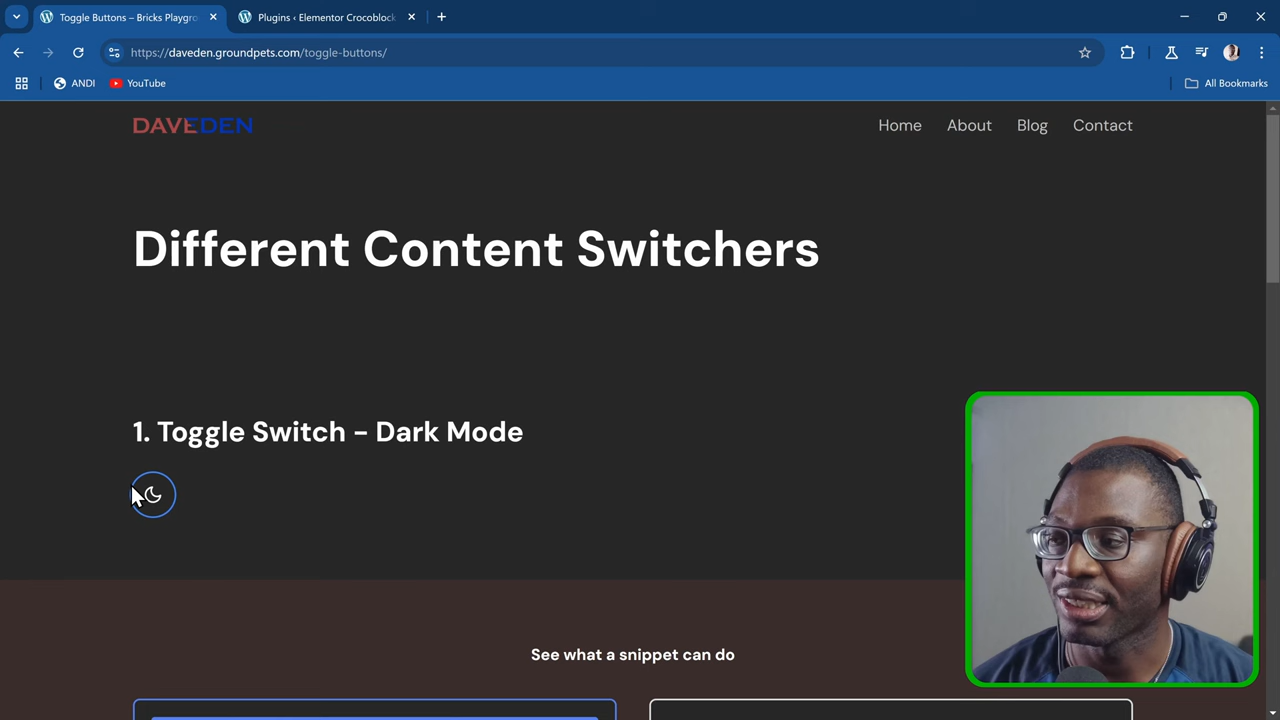 Toggle Buttons – Bricks Playgro
Plugins ‹ Elementor Crocoblock
https://daveden.groundpets.com/toggle-buttons/
ANDI
YouTube
All Bookmarks
DAVEDEN
Home
About
Blog
Contact
Different Content Switchers
1. Toggle Switch – Dark Mode
See what a snippet can do